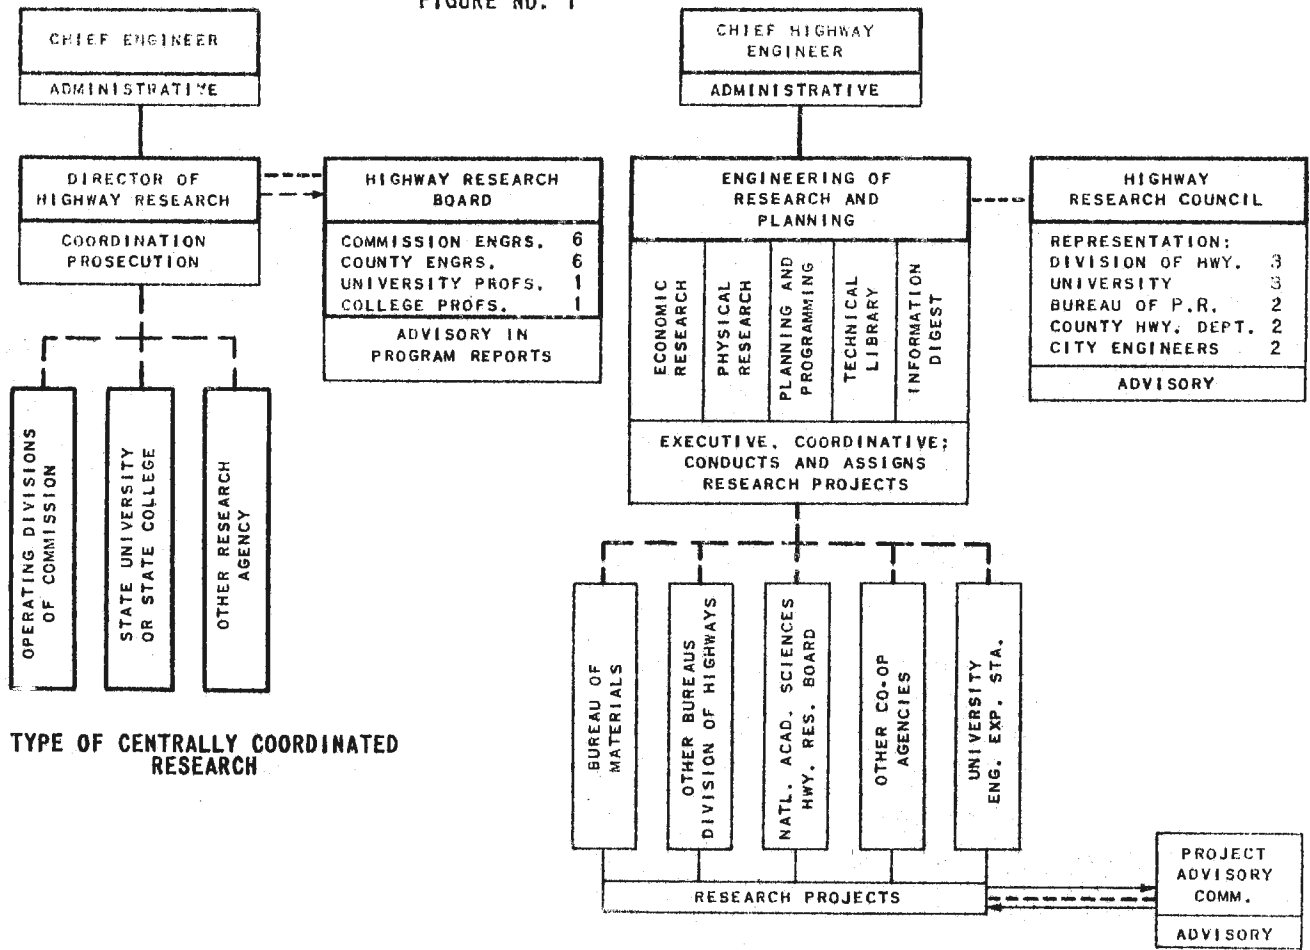 FIGURE NO. 1
CHIEF ENGINEER
ADMINISTRATIVE
DIRECTOR OF
HIGHWAY RESEARCH
COORDINATION
PROSECUTION
HIGHWAY RESEARCH
BOARD
COMMISSION ENGRS. 6
COUNTY ENGRS. 6
UNIVERSITY PROFS. 1
COLLEGE PROFS. 1
ADVISORY IN
PROGRAM REPORTS
OPERATING DIVISIONS
OF COMMISSION
STATE UNIVERSITY
OR STATE COLLEGE
OTHER RESEARCH
AGENCY
TYPE OF CENTRALLY COORDINATED
RESEARCH
CHIEF HIGHWAY
ENGINEER
ADMINISTRATIVE
ENGINEERING OF
RESEARCH AND
PLANNING
ECONOMIC
RESEARCH
PHYSICAL
RESEARCH
PLANNING AND
PROGRAMMING
TECHNICAL
LIBRARY
INFORMATION
DIGEST
EXECUTIVE, COORDINATIVE;
CONDUCTS AND ASSIGNS
RESEARCH PROJECTS
HIGHWAY
RESEARCH COUNCIL
REPRESENTATION:
DIVISION OF HWY. 3
UNIVERSITY 3
BUREAU OF P.R. 2
COUNTY HWY. DEPT. 2
CITY ENGINEERS 2
ADVISORY
BUREAU OF
MATERIALS
OTHER BUREAUS
DIVISION OF HIGHWAYS
NATL. ACAD. SCIENCES
HWY. RES. BOARD
OTHER CO-OP
AGENCIES
UNIVERSITY
ENG. EXP. STA.
RESEARCH PROJECTS
PROJECT
ADVISORY
COMM.
ADVISORY